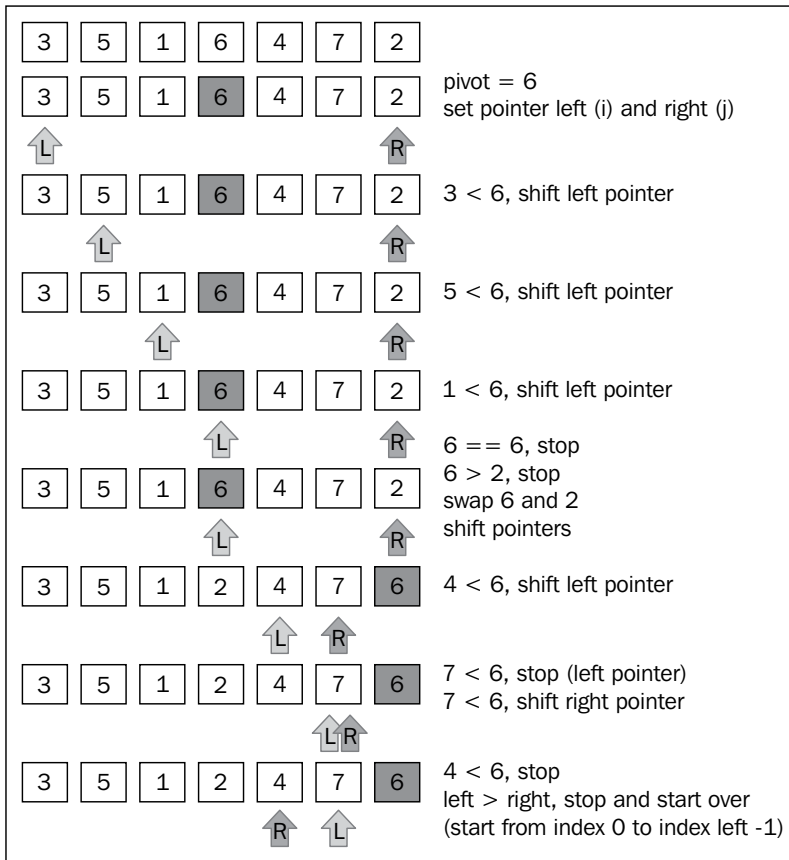 3 5 1 6 4 7 2
3 5 1 6 4 7 2
pivot = 6
set pointer left (i) and right (j)
L R
3 5 1 6 4 7 2
3 < 6, shift left pointer
L R
3 5 1 6 4 7 2
5 < 6, shift left pointer
L R
3 5 1 6 4 7 2
1 < 6, shift left pointer
L R
6 == 6, stop
6 > 2, stop
3 5 1 6 4 7 2
swap 6 and 2
shift pointers
L R
3 5 1 2 4 7 6
4 < 6, shift left pointer
L R
3 5 1 2 4 7 6
7 < 6, stop (left pointer)
7 < 6, shift right pointer
L R
3 5 1 2 4 7 6
4 < 6, stop
left > right, stop and start over
(start from index 0 to index left -1)
R L